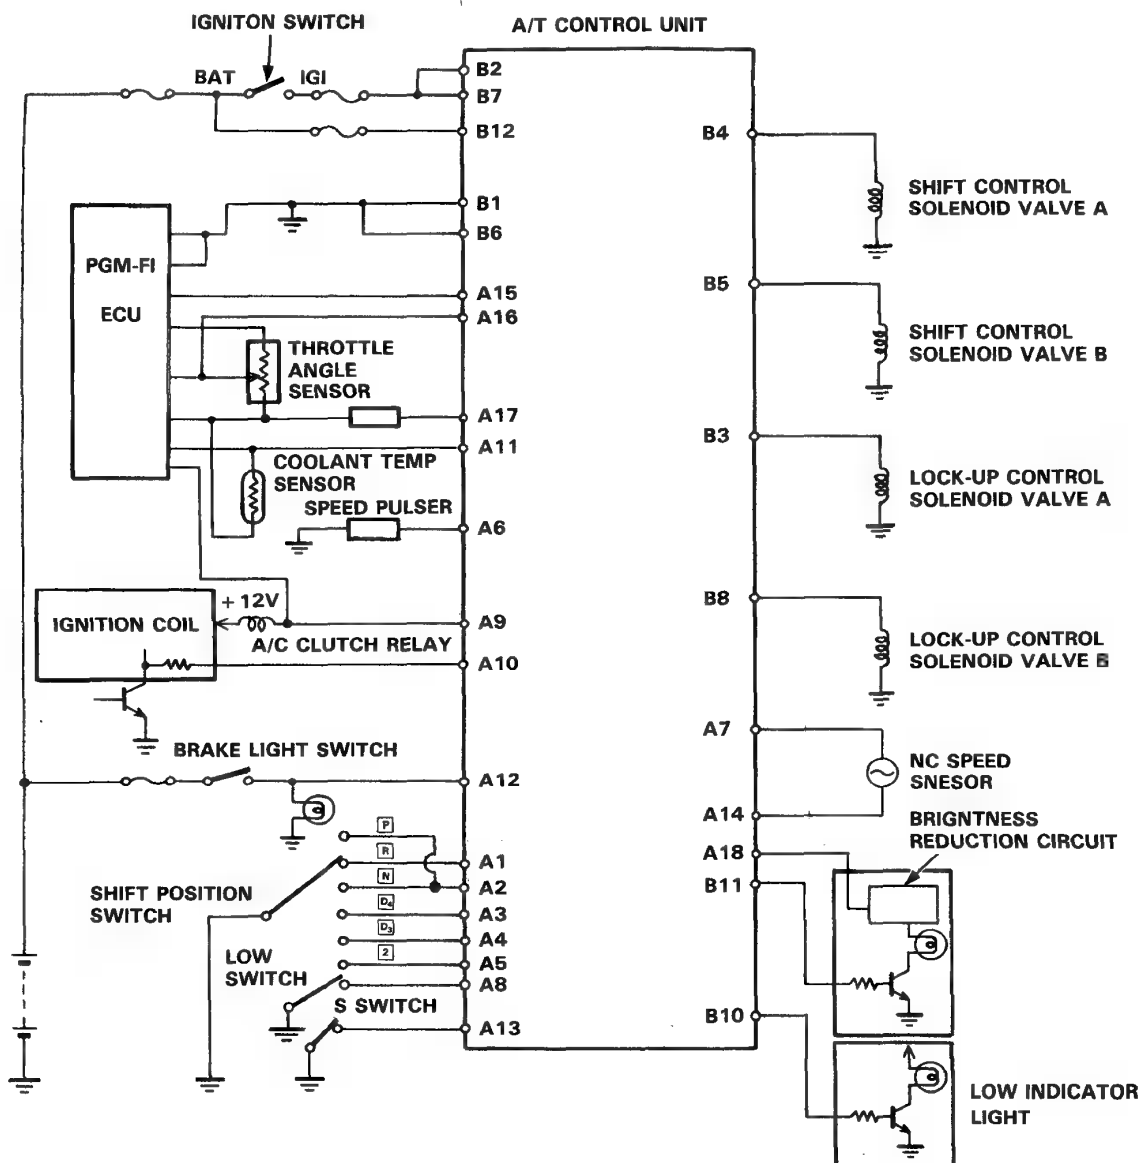 IGNITON SWITCH
A/T CONTROL UNIT
BAT
IGI
B2
B7
B12
B1
B6
PGM-FI
ECU
A15
A16
THROTTLE
ANGLE
SENSOR
A17
A11
COOLANT TEMP
SENSOR
SPEED PULSER
A6
+ 12V
IGNITION COIL
A9
A/C CLUTCH RELAY
A10
BRAKE LIGHT SWITCH
A12
P
R
A1
N
A2
SHIFT POSITION
SWITCH
D4
A3
D3
A4
2
A5
LOW
SWITCH
A8
S SWITCH
A13
B4
SHIFT CONTROL
SOLENOID VALVE A
B5
SHIFT CONTROL
SOLENOID VALVE B
B3
LOCK-UP CONTROL
SOLENOID VALVE A
B8
LOCK-UP CONTROL
SOLENOID VALVE B
A7
NC SPEED
SNESOR
A14
BRIGNTNESS
REDUCTION CIRCUIT
A18
B11
B10
LOW INDICATOR
LIGHT